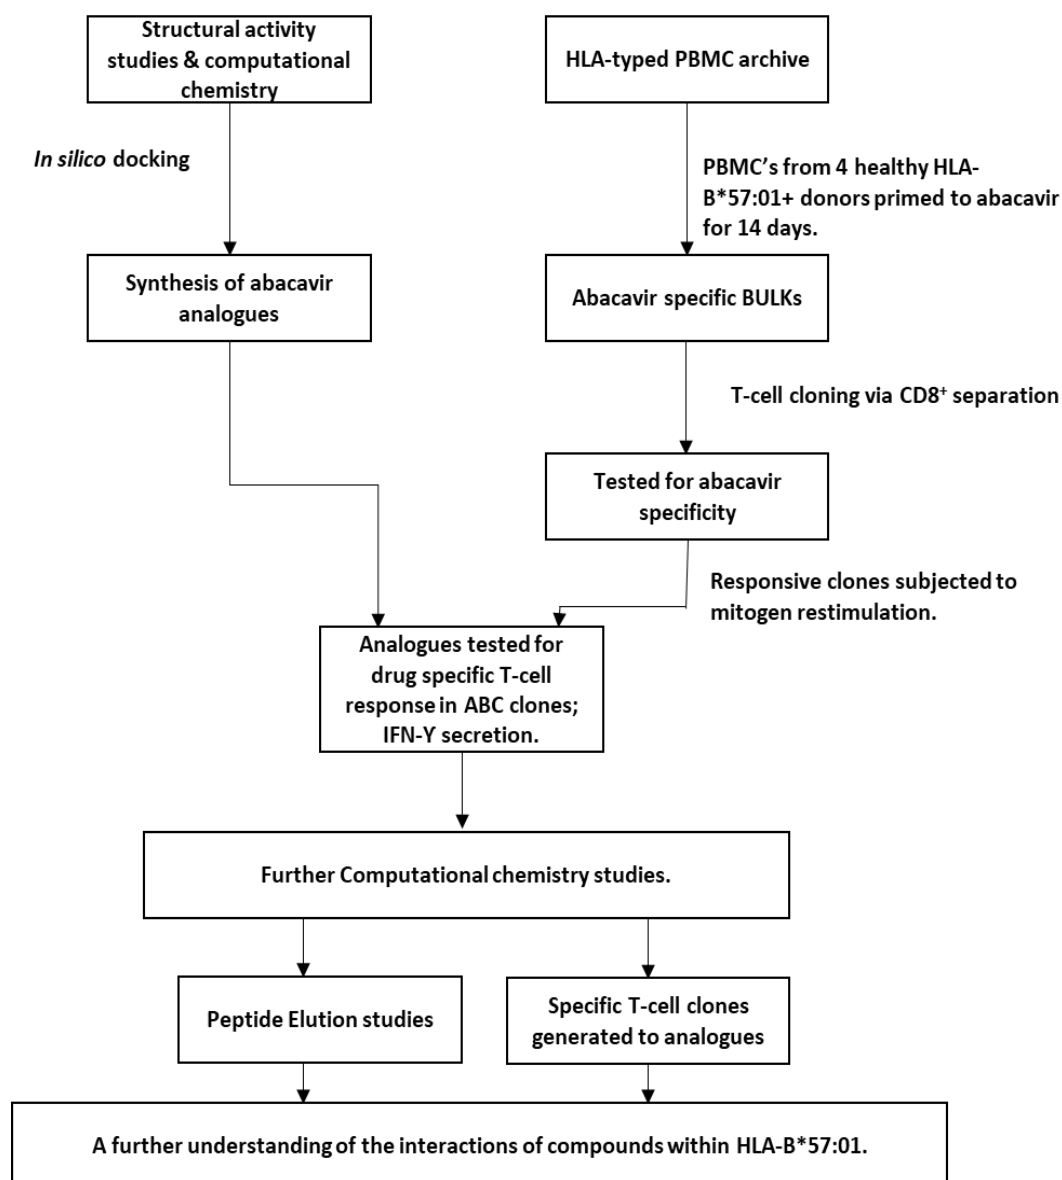 Structural activity
studies & computational
chemistry
HLA-typed PBMC archive
In silico docking
PBMC's from 4 healthy HLA-
B*57:01+ donors primed to abacavir
for 14 days.
Synthesis of abacavir
analogues
Abacavir specific BULKs
T-cell cloning via CD8⁺ separation
Tested for abacavir
specificity
Responsive clones subjected to
mitogen restimulation.
Analogues tested for
drug specific T-cell
response in ABC clones;
IFN-Y secretion.
Further Computational chemistry studies.
Peptide Elution studies
Specific T-cell clones
generated to analogues
A further understanding of the interactions of compounds within HLA-B*57:01.